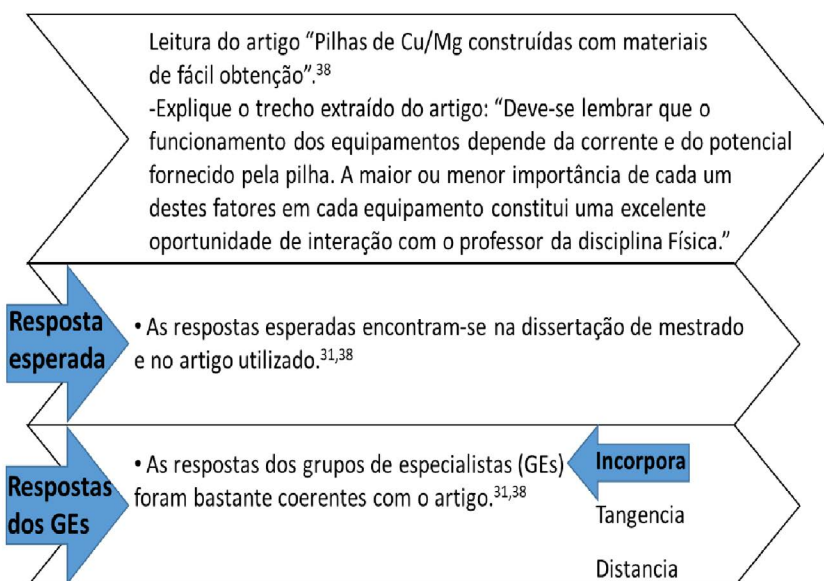 Leitura do artigo “Pilhas de Cu/Mg construídas com materiais
de fácil obtenção”.³⁸
-Explique o trecho extraído do artigo: “Deve-se lembrar que o
funcionamento dos equipamentos depende da corrente e do potencial
fornecido pela pilha. A maior ou menor importância de cada um
destes fatores em cada equipamento constitui uma excelente
oportunidade de interação com o professor da disciplina Física.”
Resposta
esperada
• As respostas esperadas encontram-se na dissertação de mestrado
e no artigo utilizado.³¹,³⁸
Respostas
dos GEs
• As respostas dos grupos de especialistas (GEs)
foram bastante coerentes com o artigo.³¹,³⁸
Incorpora
Tangencia
Distancia